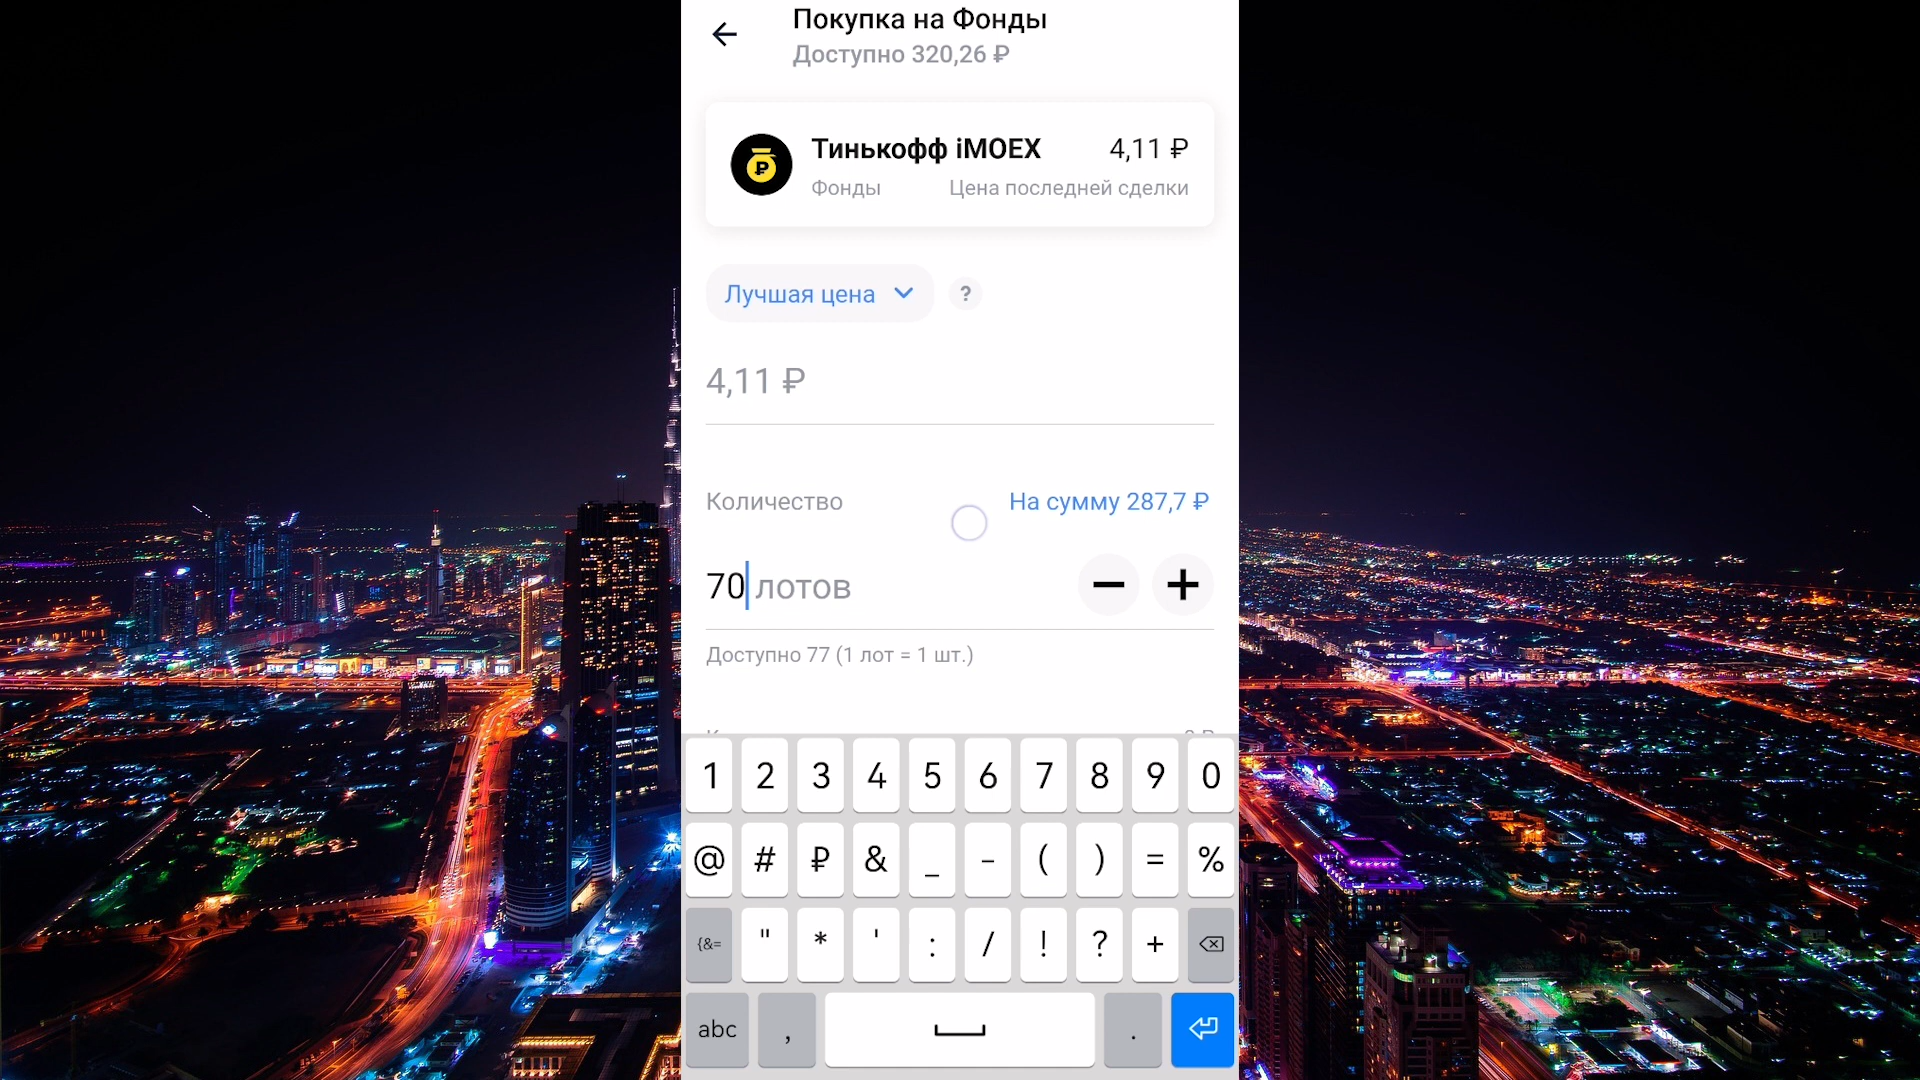 Покупка на Фонды
Доступно 320,26 ₽
Тинькофф iMOEX 4,11 ₽
Фонды Цена последней сделки
Лучшая цена ?
4,11 ₽
Количество На сумму 287,7 ₽
70 лотов − +
Доступно 77 (1 лот = 1 шт.)
1 2 3 4 5 6 7 8 9 0
@ # ₽ & _ - ( ) = %
{&= " * ' : / ! ? +
abc , .